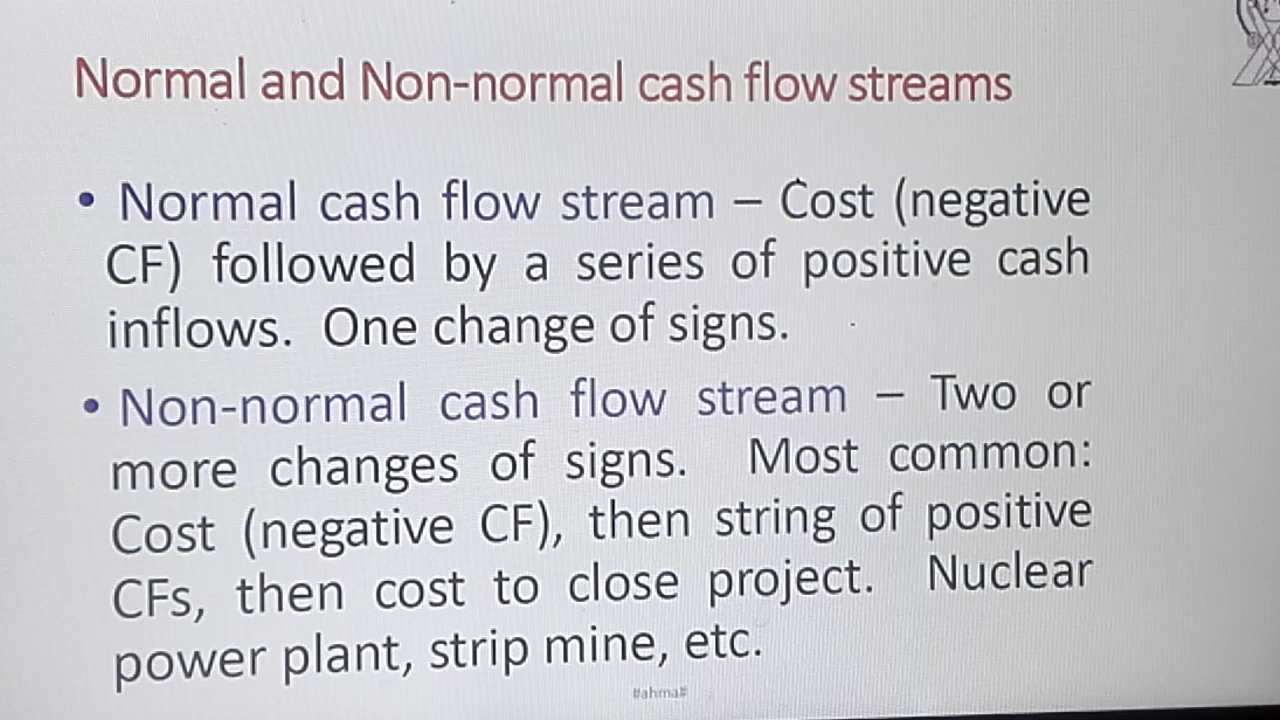 Normal and Non-normal cash flow streams
• Normal cash flow stream – Cost (negative
CF) followed by a series of positive cash
inflows. One change of signs.
• Non-normal cash flow stream – Two or
more changes of signs. Most common:
Cost (negative CF), then string of positive
CFs, then cost to close project. Nuclear
power plant, strip mine, etc.
#ahma#